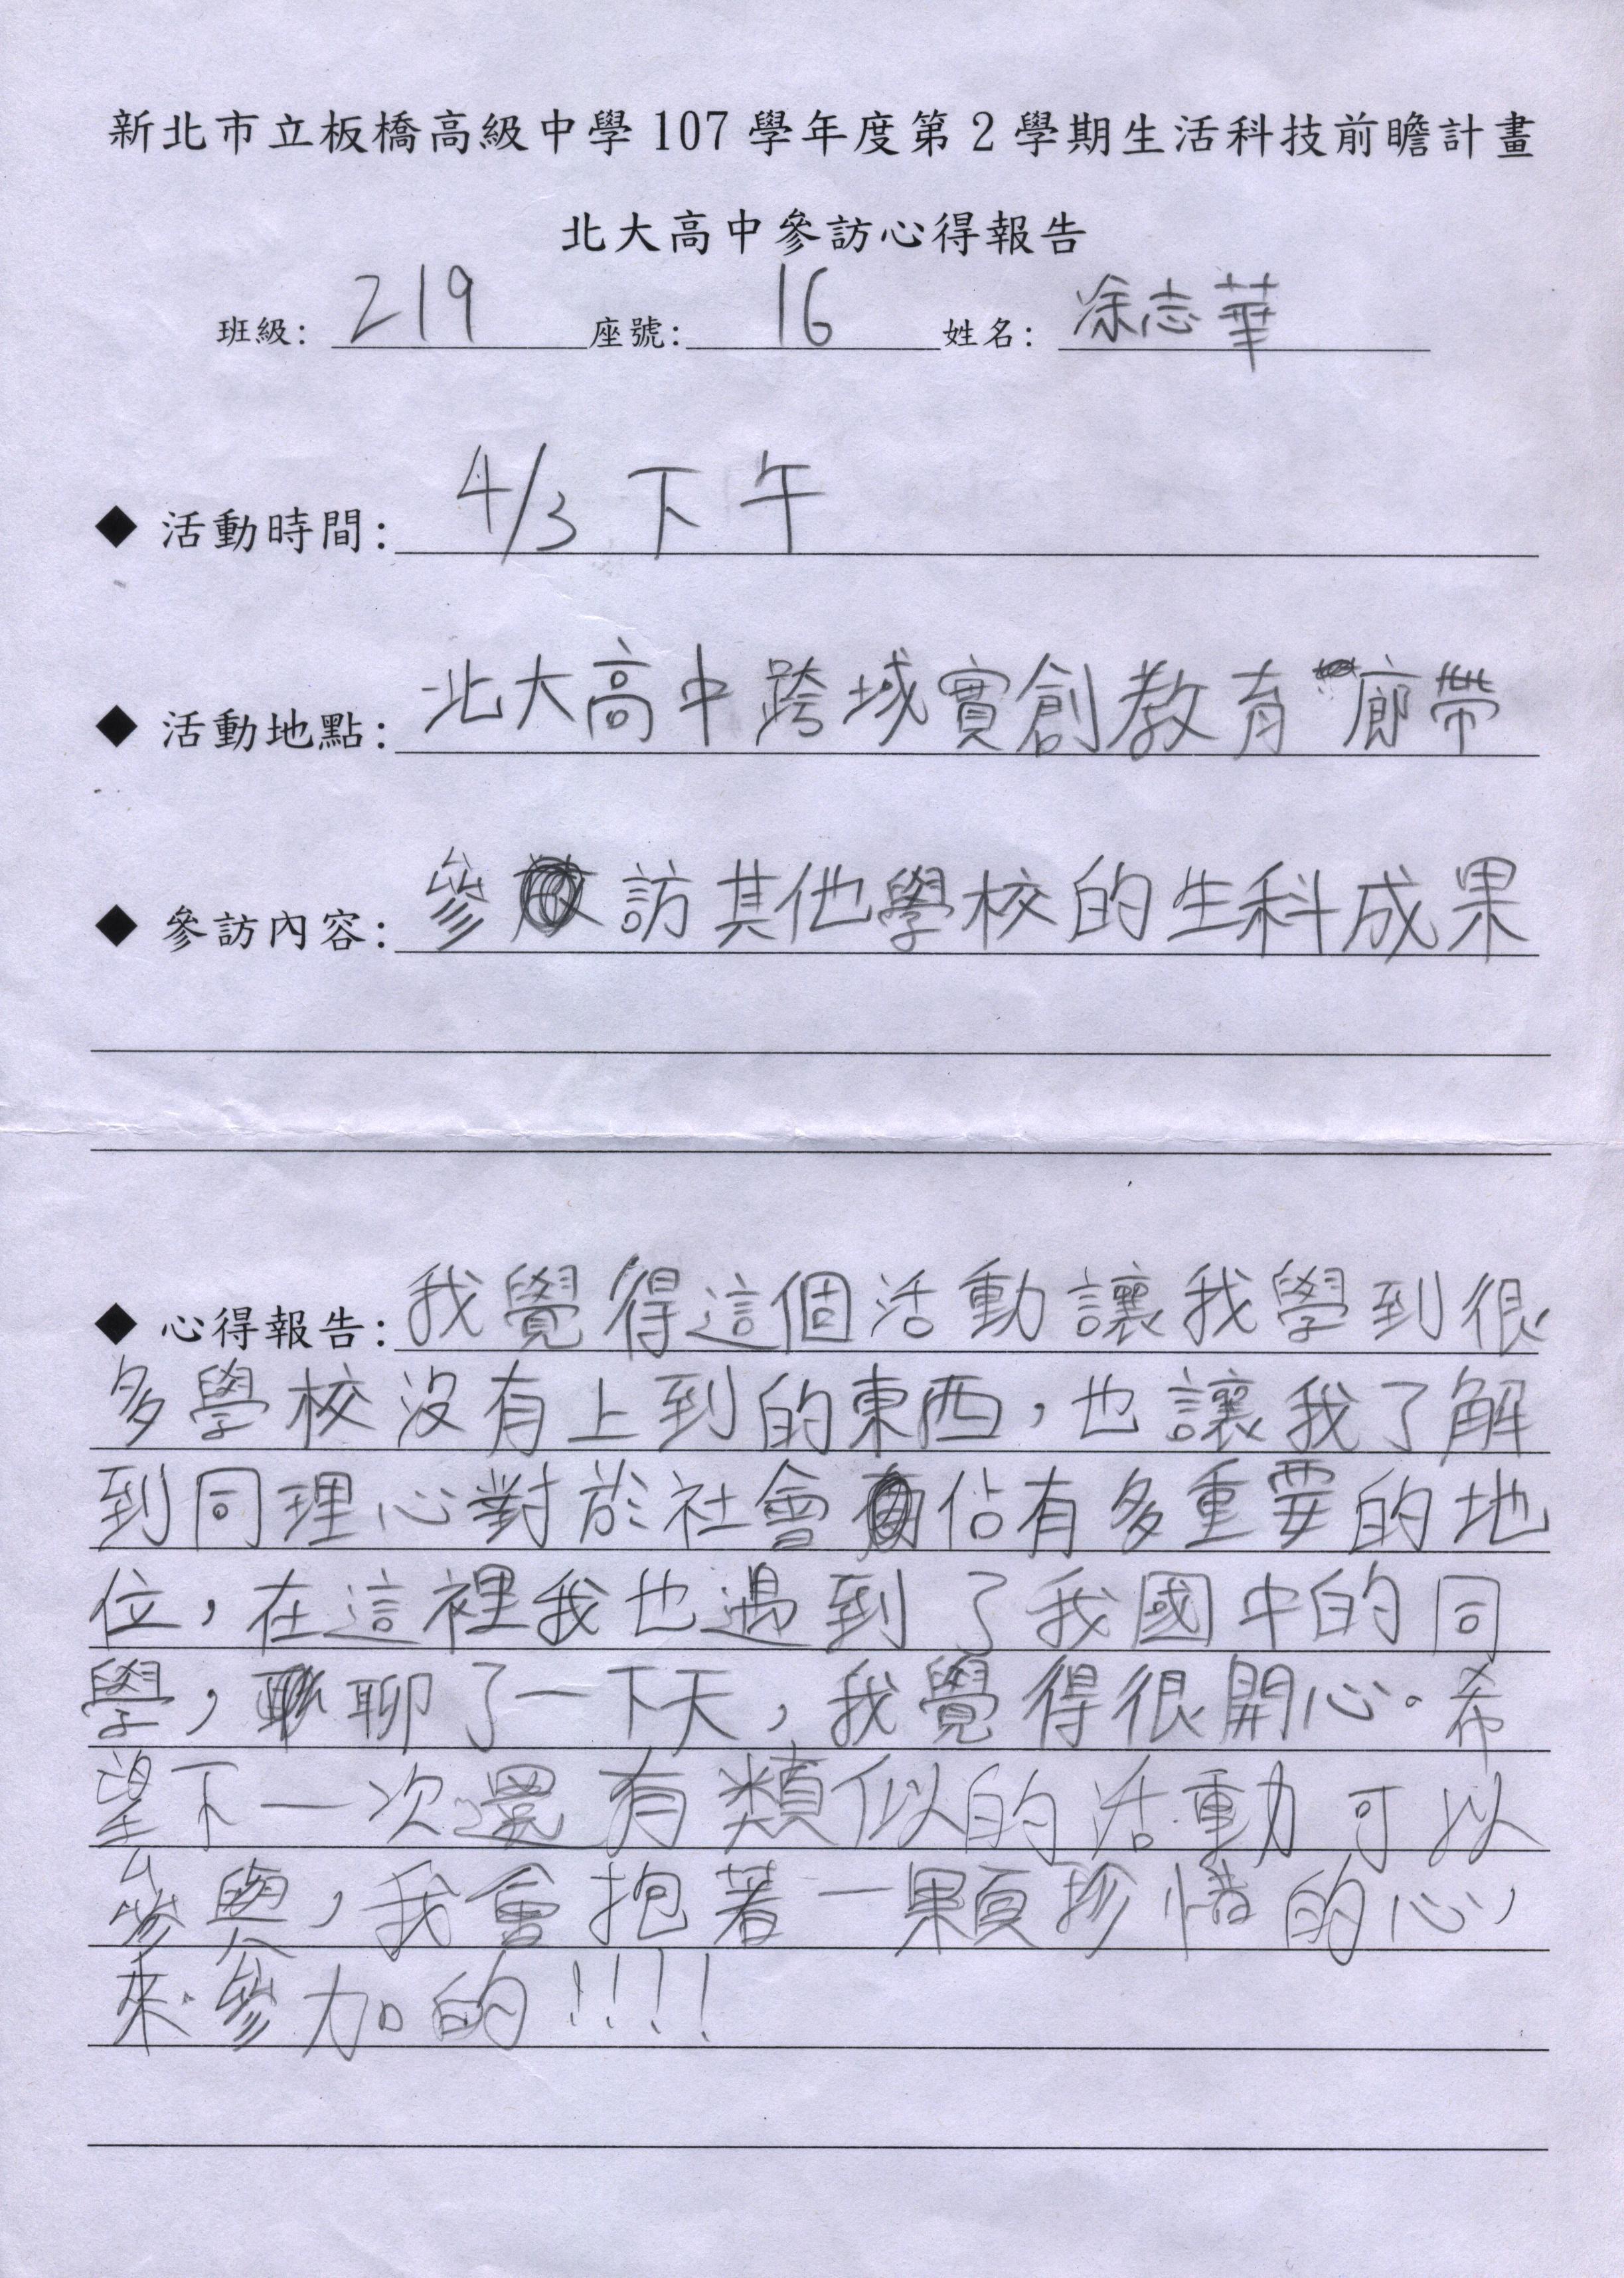 新北市立板橋高級中學107學年度第2學期生活科技前瞻計畫
北大高中參訪心得報告
班級: 219 座號: 16 姓名: 涂志華
◆ 活動時間: 4/3 下午
◆ 活動地點: 北大高中跨域實創教育廊帶
◆ 參訪內容: 參訪其他學校的生科成果
◆ 心得報告: 我覺得這個活動讓我學到很
多學校沒有上到的東西,也讓我了解
到同理心對於社會佔有多重要的地
位,在這裡我也遇到了我國中的同
學,聊了一下天,我覺得很開心。希
望下一次還有類似的活動可以
參與,我會抱著一顆珍惜的心
來參加的!!!!